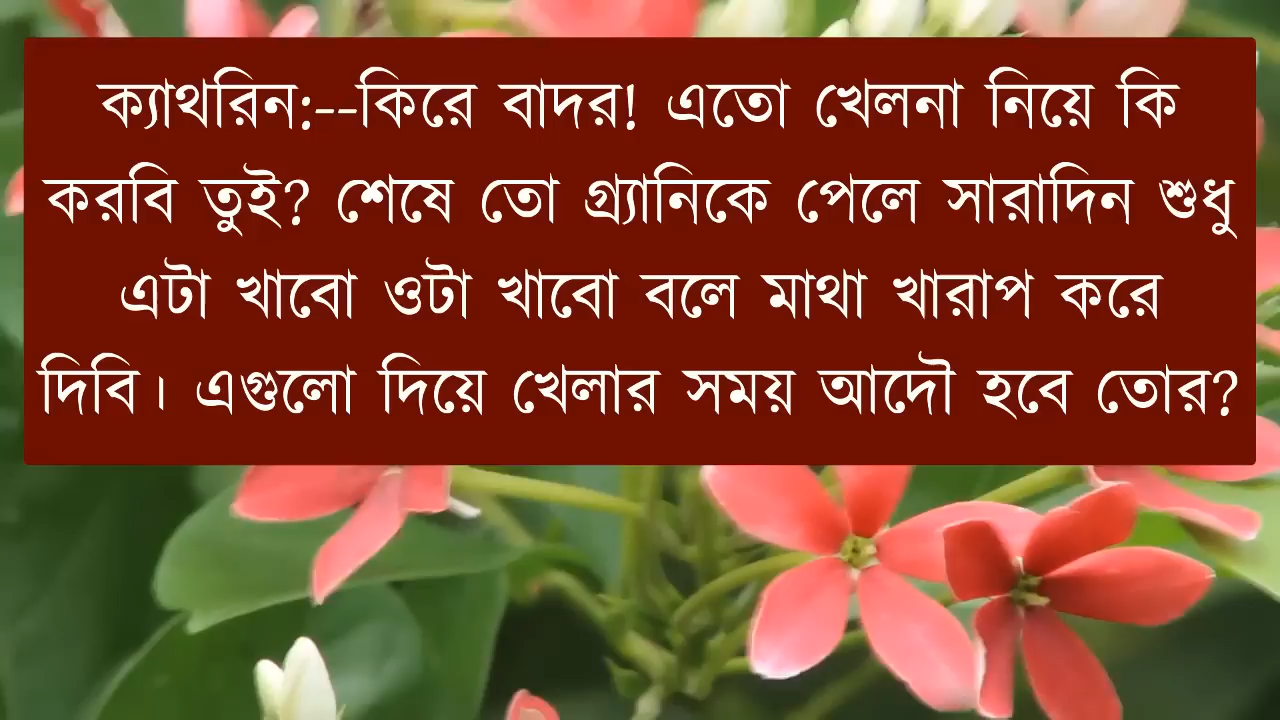 ক্যাথরিন:--কিরে বাদর! এতো খেলনা নিয়ে কি
করবি তুই? শেষে তো গ্র্যানিকে পেলে সারাদিন শুধু
এটা খাবো ওটা খাবো বলে মাথা খারাপ করে
দিবি। এগুলো দিয়ে খেলার সময় আদৌ হবে তোর?